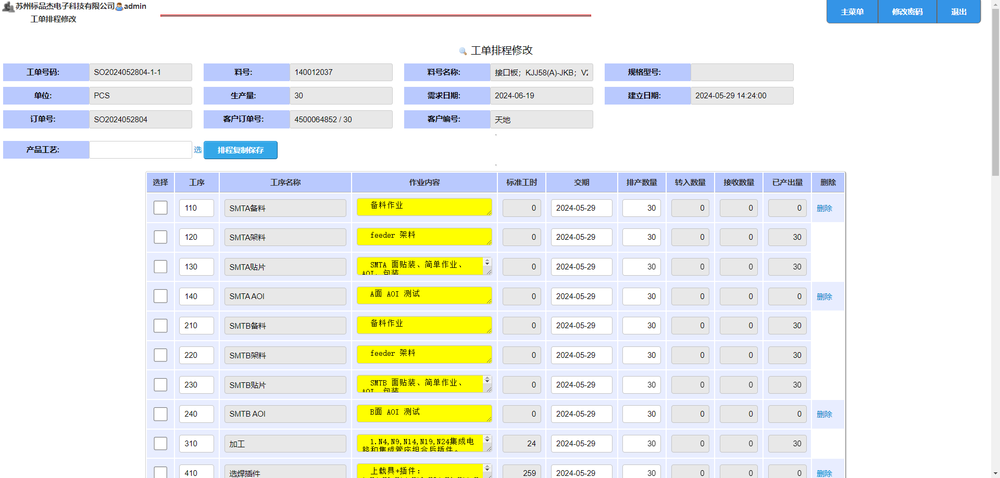 苏州标品杰电子科技有限公司 admin
工单排程修改
主菜单 修改密码 退出
工单排程修改
工单号码: SO2024052804-1-1 料号: 140012037 料号名称: 接口板；KJJ58(A)-JKB；V2 规格型号:
单位: PCS 生产量: 30 需求日期: 2024-06-19 建立日期: 2024-05-29 14:24:00
订单号: SO2024052804 客户订单号: 4500064852 / 30 客户编号: 天地
产品工艺: 选 排程复制保存
选择 工序 工序名称 作业内容 标准工时 交期 排产数量 转入数量 接收数量 已产出量 删除
110 SMTA备料 备料作业 0 2024-05-29 30 0 0 0 删除
120 SMTA架料 feeder 架料 0 2024-05-29 30 0 0 30
130 SMTA贴片 SMTA 面贴装、简单作业、 0 2024-05-29 30 0 0 30
AOI、包装
140 SMTA AOI A面 AOI 测试 0 2024-05-29 30 0 0 0 删除
210 SMTB备料 备料作业 0 2024-05-29 30 0 0 30
220 SMTB架料 feeder 架料 0 2024-05-29 30 0 0 30
230 SMTB贴片 SMTB 面贴装、简单作业、 0 2024-05-29 30 0 0 30
AOI、包装
240 SMTB AOI B面 AOI 测试 0 2024-05-29 30 0 0 0 删除
310 加工 1.N4,N9,N14,N19,N24集成电 24 2024-05-29 30 0 0 30
路和集成管座组合后插件。
410 选焊插件 上载具+插件： 259 2024-05-29 30 0 0 0 删除